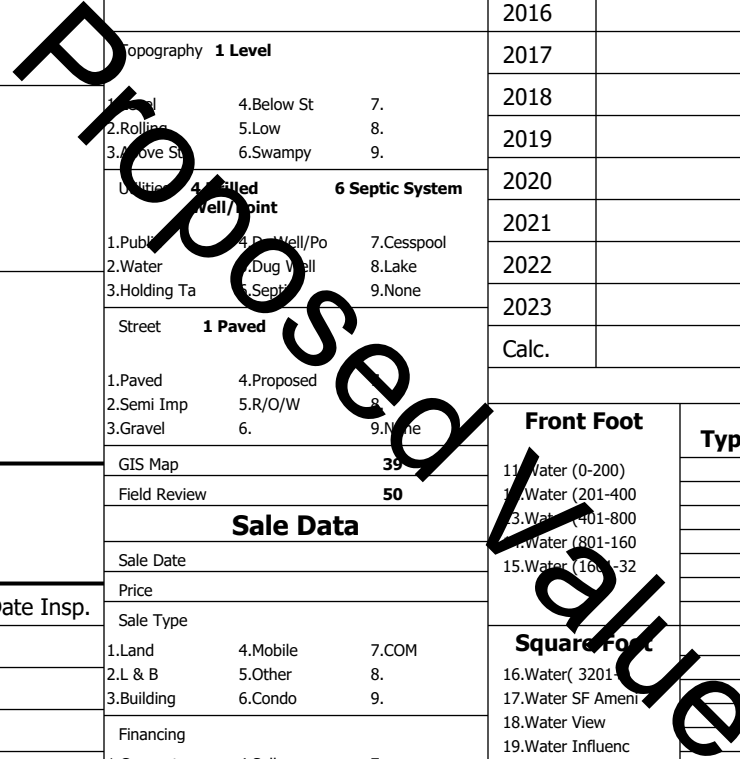 Topography 1 Level
1.Level 4.Below St 7.
2.Rolling 5.Low 8.
3.Above St 6.Swampy 9.
Utilities 4 Drilled 6 Septic System
Well/Point
1.Public 4.Dr Well/Po 7.Cesspool
2.Water 5.Dug Well 8.Lake
3.Holding Ta 6.Septic 9.None
Street 1 Paved
1.Paved 4.Proposed 7.
2.Semi Imp 5.R/O/W 8.
3.Gravel 6. 9.None
GIS Map 39
Field Review 50
Sale Data
Sale Date
Price
Sale Type
1.Land 4.Mobile 7.COM
2.L & B 5.Other 8.
3.Building 6.Condo 9.
Financing
Date Insp.
2016
2017
2018
2019
2020
2021
2022
2023
Calc.
Front Foot
Typ
11.Water (0-200)
12.Water (201-400
13.Water (401-800
14.Water (801-160
15.Water (1601-32
Square Foot
16.Water( 3201-
17.Water SF Ameni
18.Water View
19.Water Influenc
Proposed Value